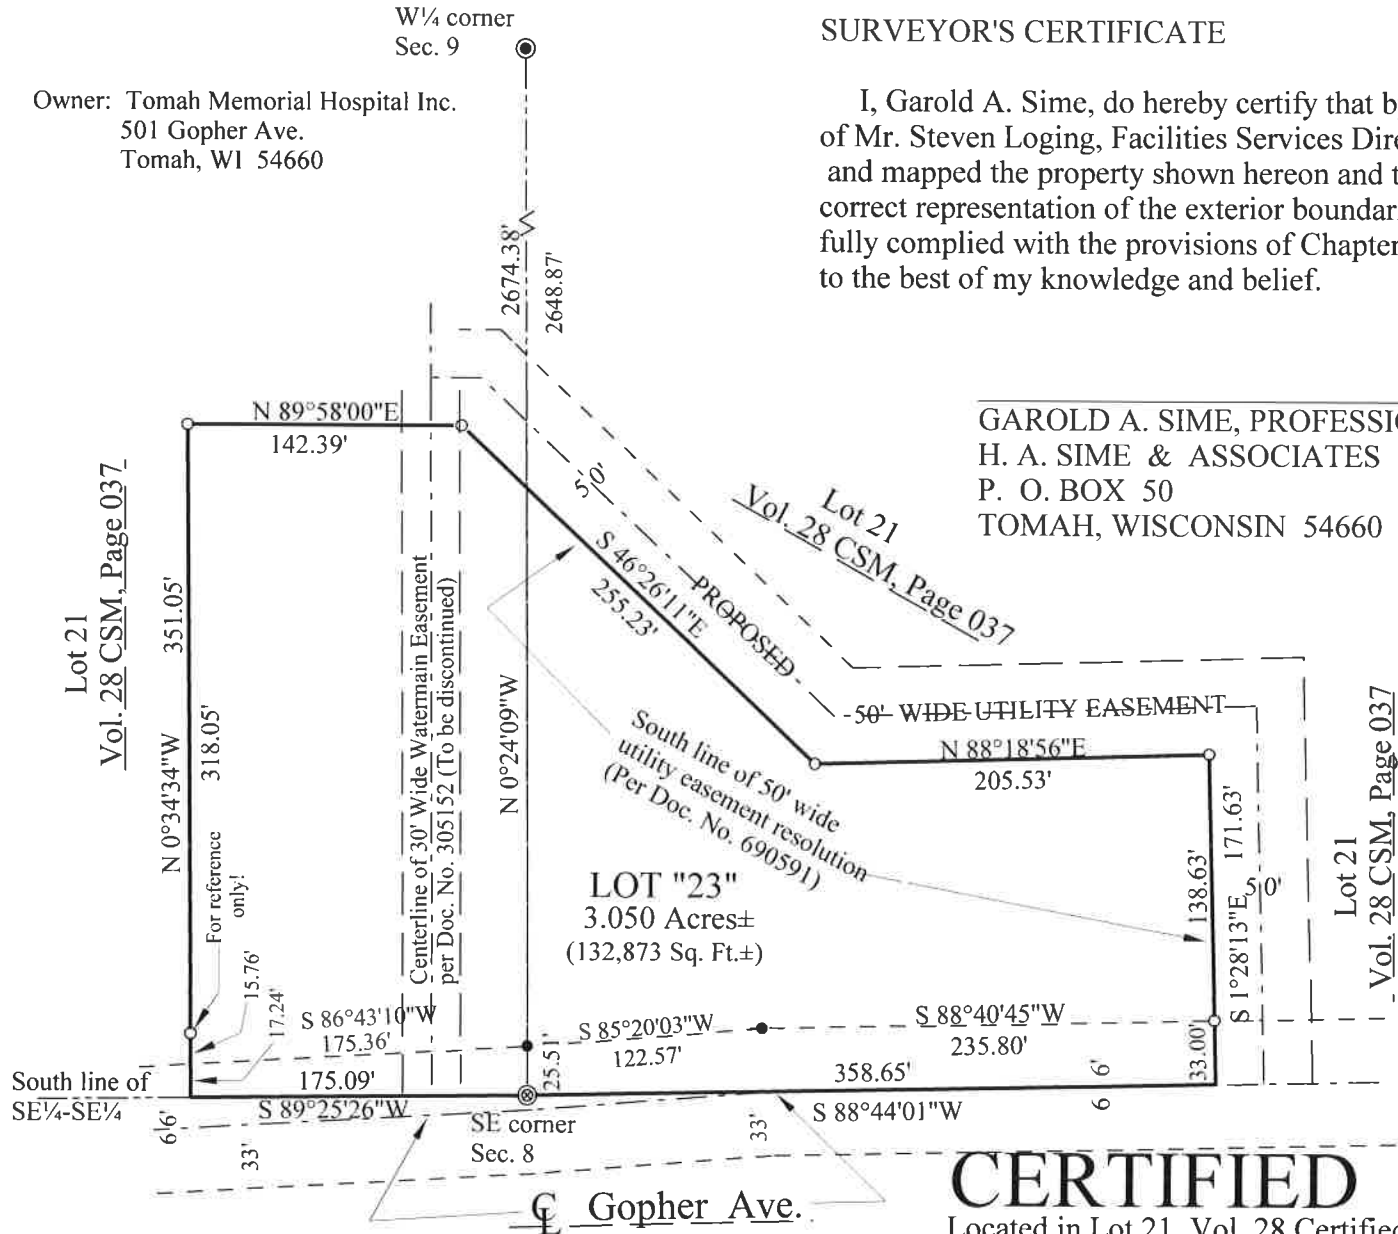 W¼ corner
Sec. 9
SURVEYOR'S CERTIFICATE
Owner: Tomah Memorial Hospital Inc.
501 Gopher Ave.
Tomah, WI 54660
I, Garold A. Sime, do hereby certify that b
of Mr. Steven Loging, Facilities Services Dire
and mapped the property shown hereon and t
correct representation of the exterior boundar
fully complied with the provisions of Chapter
to the best of my knowledge and belief.
2674.38'
2648.87'
GAROLD A. SIME, PROFESSI
H. A. SIME & ASSOCIATES
P. O. BOX 50
TOMAH, WISCONSIN 54660
N 89°58'00"E
142.39'
Lot 21
Vol. 28 CSM, Page 037
50'
Lot 21
Vol. 28 CSM, Page 037
S 46°26'11"E
255.23'
PROPOSED
50' WIDE UTILITY EASEMENT
N 88°18'56"E
205.53'
351.05'
318.05'
N 0°34'34"W
Centerline of 30' Wide Watermain Easement
per Doc. No. 305152 (To be discontinued)
N 0°24'09"W
South line of 50' wide
utility easement resolution
(Per Doc. No. 690591)
LOT "23"
3.050 Acres±
(132,873 Sq. Ft.±)
171.63'
138.63'
50'
S 1°28'13"E
Lot 21
Vol. 28 CSM, Page 037
For reference
only!
15.76'
17.24'
S 86°43'10"W
175.36'
S 85°20'03"W
122.57'
S 88°40'45"W
235.80'
25.51'
33.00'
66'
South line of
SE¼-SE¼
175.09'
S 89°25'26"W
358.65'
S 88°44'01"W
66'
33'
SE corner
Sec. 8
33'
℄ Gopher Ave.
CERTIFIED
Located in Lot 21, Vol. 28 Certified